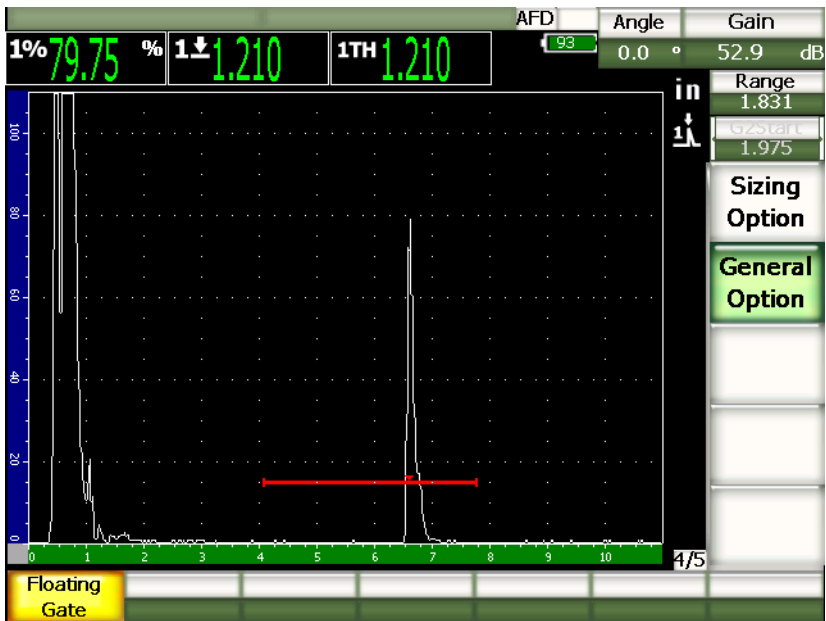 AFD Angle Gain
1% 79.75 % 1 1.210 1TH 1.210 93 0.0 ° 52.9 dB
in Range
1.831
1 G2Start
1.975
Sizing
Option
General
Option
100
80
60
40
20
0
0 1 2 3 4 5 6 7 8 9 10 4/5
Floating
Gate